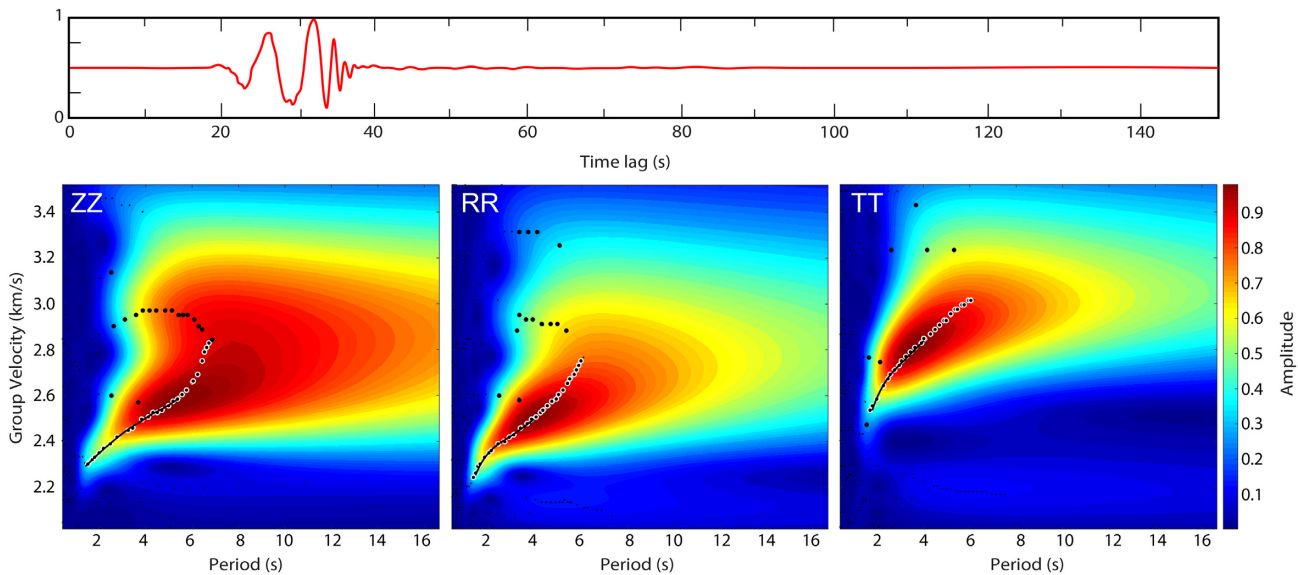 1
0
0 20 40 60 80 100 120 140
Time lag (s)
ZZ RR TT
Group Velocity (km/s)
3.4
3.2
3.0
2.8
2.6
2.4
2.2
0.9
0.8
0.7
0.6
0.5
0.4
0.3
0.2
0.1
Amplitude
2 4 6 8 10 12 14 16 2 4 6 8 10 12 14 16 2 4 6 8 10 12 14 16
Period (s) Period (s) Period (s)